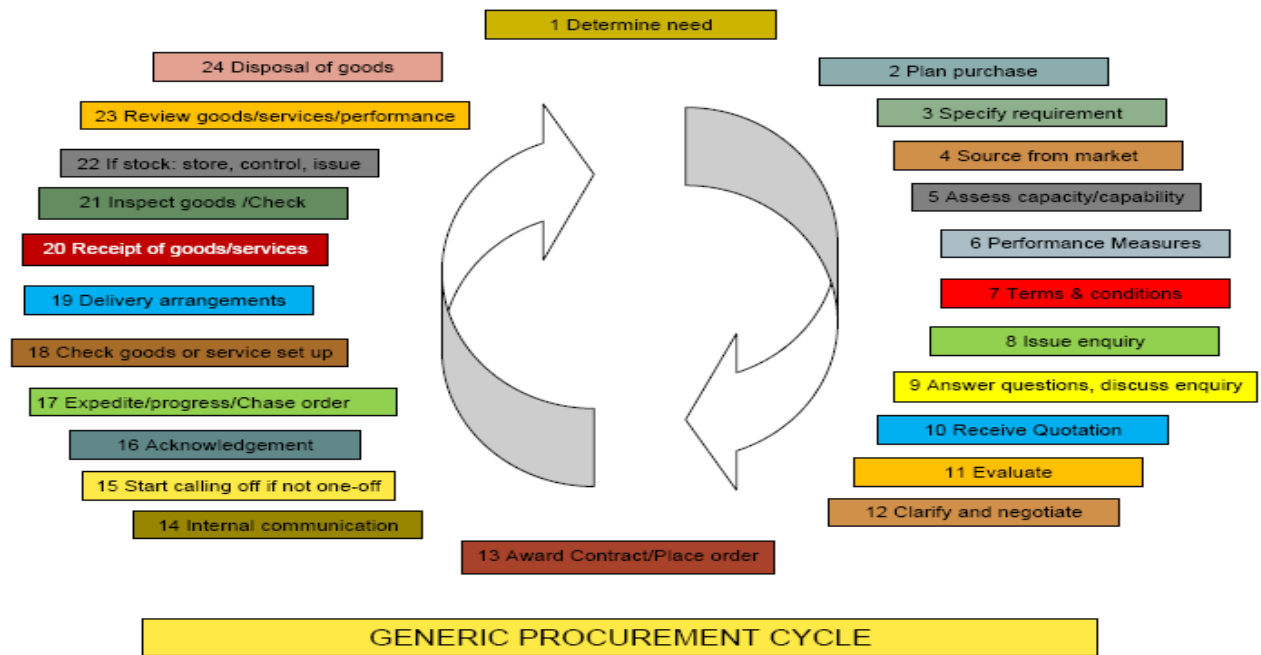 1 Determine need
2 Plan purchase
3 Specify requirement
4 Source from market
5 Assess capacity/capability
6 Performance Measures
7 Terms & conditions
8 Issue enquiry
9 Answer questions, discuss enquiry
10 Receive Quotation
11 Evaluate
12 Clarify and negotiate
13 Award Contract/Place order
14 Internal communication
15 Start calling off if not one-off
16 Acknowledgement
17 Expedite/progress/Chase order
18 Check goods or service set up
19 Delivery arrangements
20 Receipt of goods/services
21 Inspect goods /Check
22 If stock: store, control, issue
23 Review goods/services/performance
24 Disposal of goods
GENERIC PROCUREMENT CYCLE